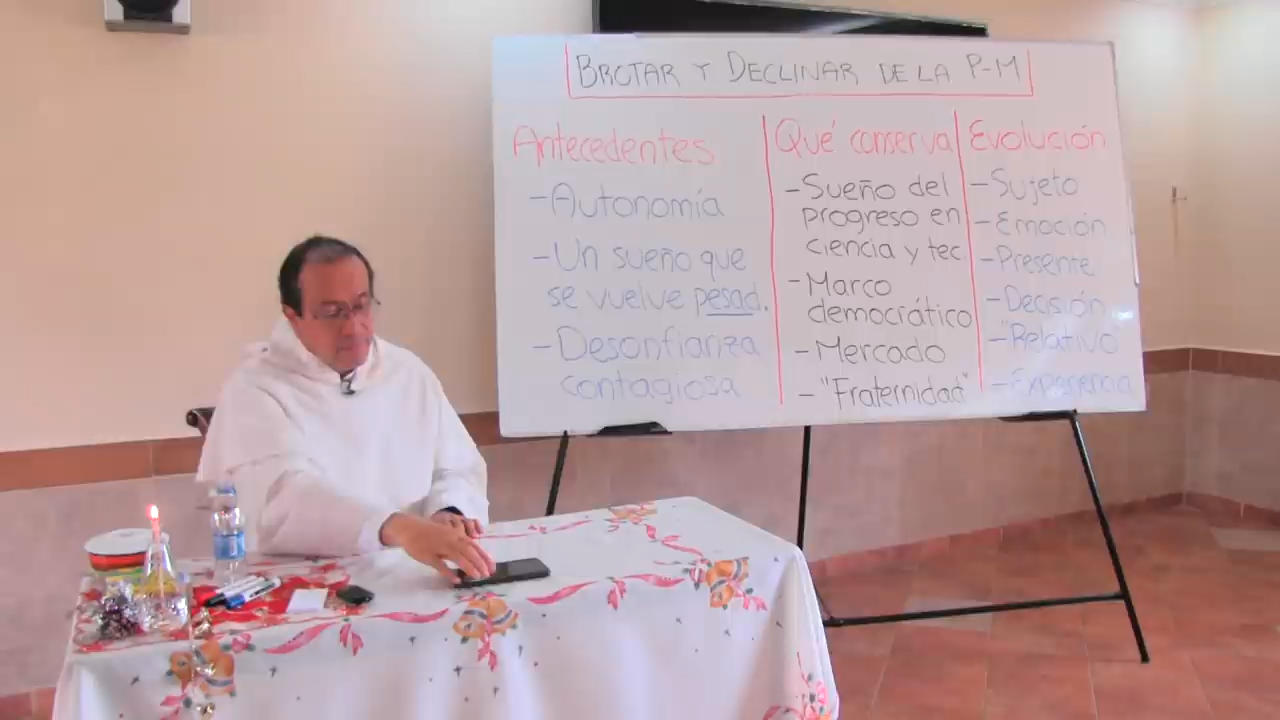 BROTAR Y DECLINAR DE LA P-M
Antecedentes
-Autonomía
-Un sueño que
se vuelve pesad.
-Desonfianza
contagiosa
Qué conserva
-Sueño del
progreso en
ciencia y tec.
-Marco
democrático
-Mercado
-"Fraternidad"
Evolución
-Sujeto
-Emoción
-Presente
-Decisión
-"Relativo
-Experiencia